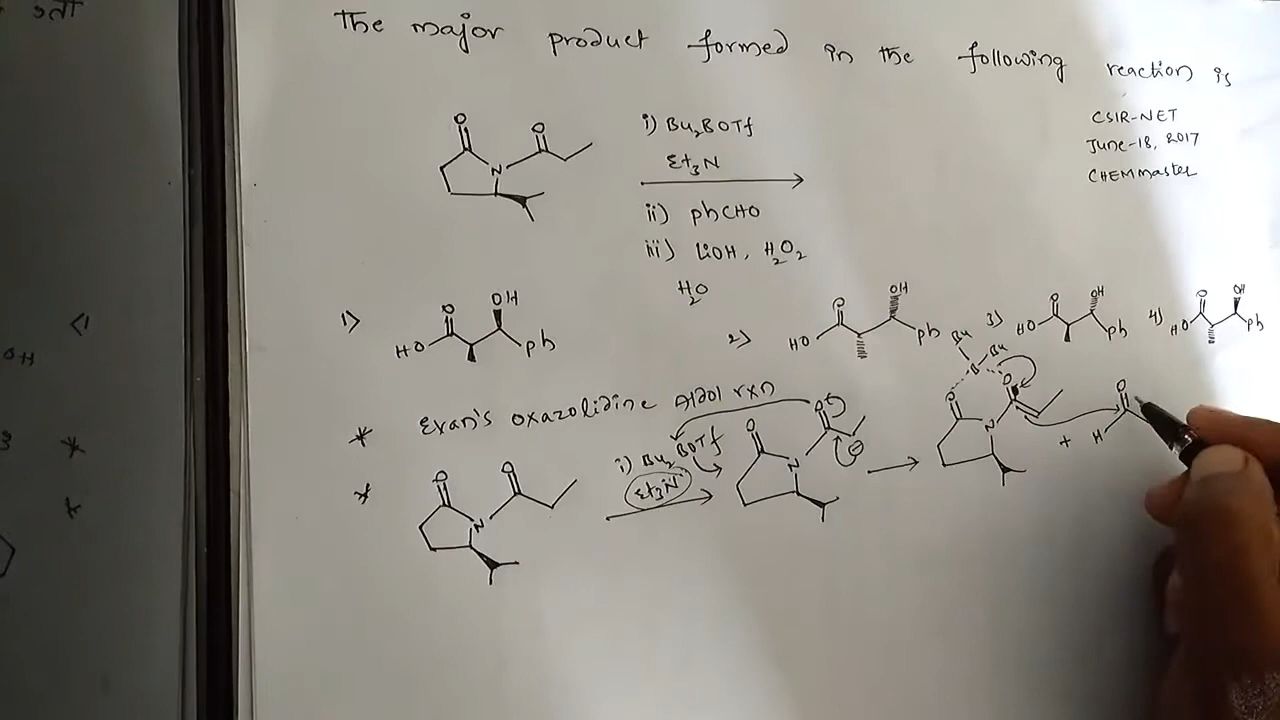 The major product formed in the following reaction is
CSIR-NET
June-18, 2017
CHEMmaster
O
O
N
i) Bu2BOTf
Et3N
ii) PhCHO
iii) LiOH, H2O2
H2O
1) HO O OH Ph
2) HO O OH Ph
3) HO O OH Ph
4) HO O OH Ph
* Evan's oxazolidine Aldol rxn
*
O
O
N
i) Bu2BOTf
Et3N
O
O
N
⊖
Bu
Bu
B
O
O
N
+
O
H
OH